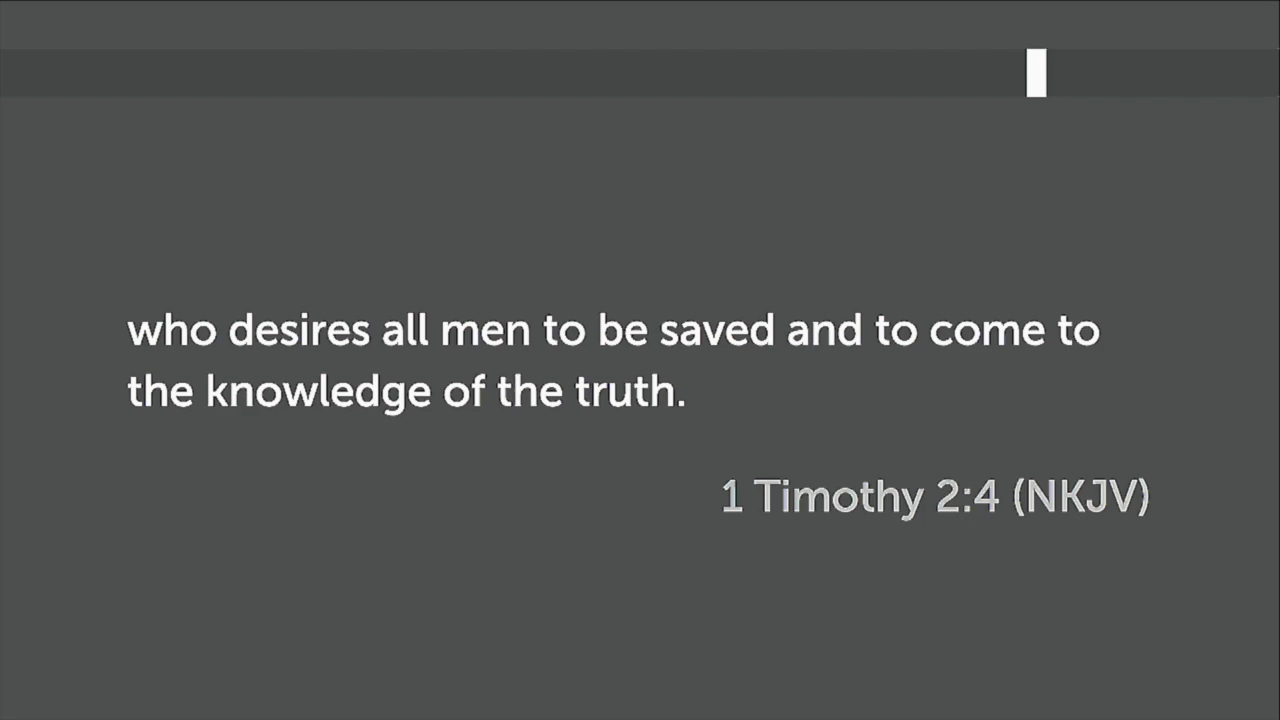 who desires all men to be saved and to come to
the knowledge of the truth.
1 Timothy 2:4 (NKJV)